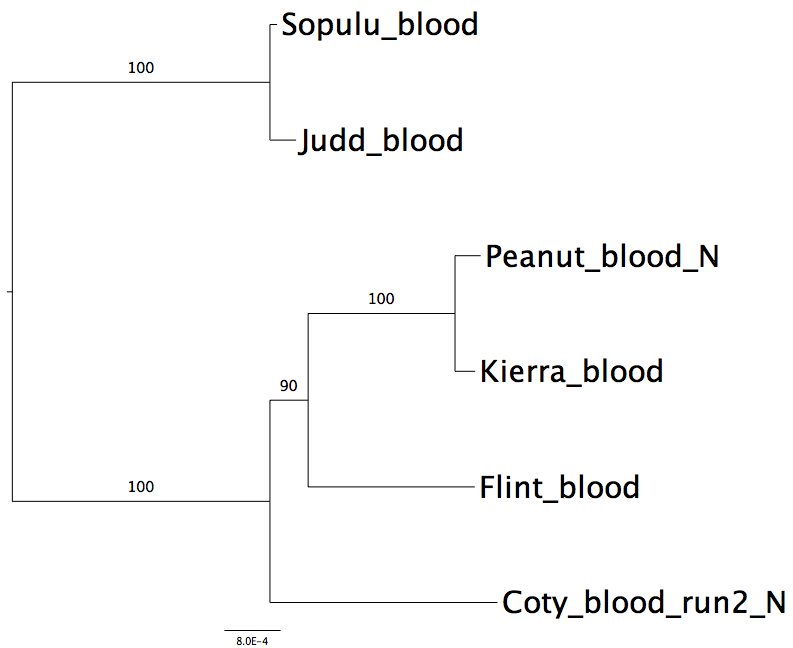 Sopulu_blood
100
Judd_blood
Peanut_blood_N
100
Kierra_blood
90
Flint_blood
100
Coty_blood_run2_N
8.0E-4